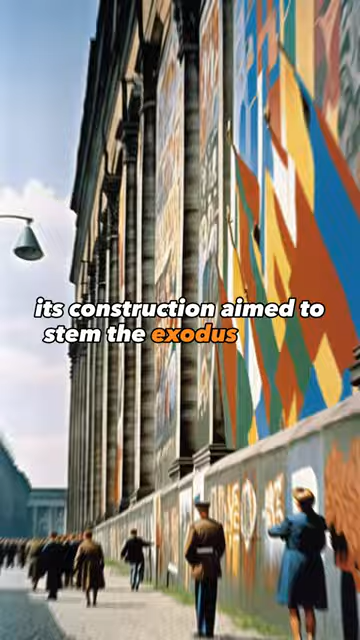 its construction aimed to
stem the exodus